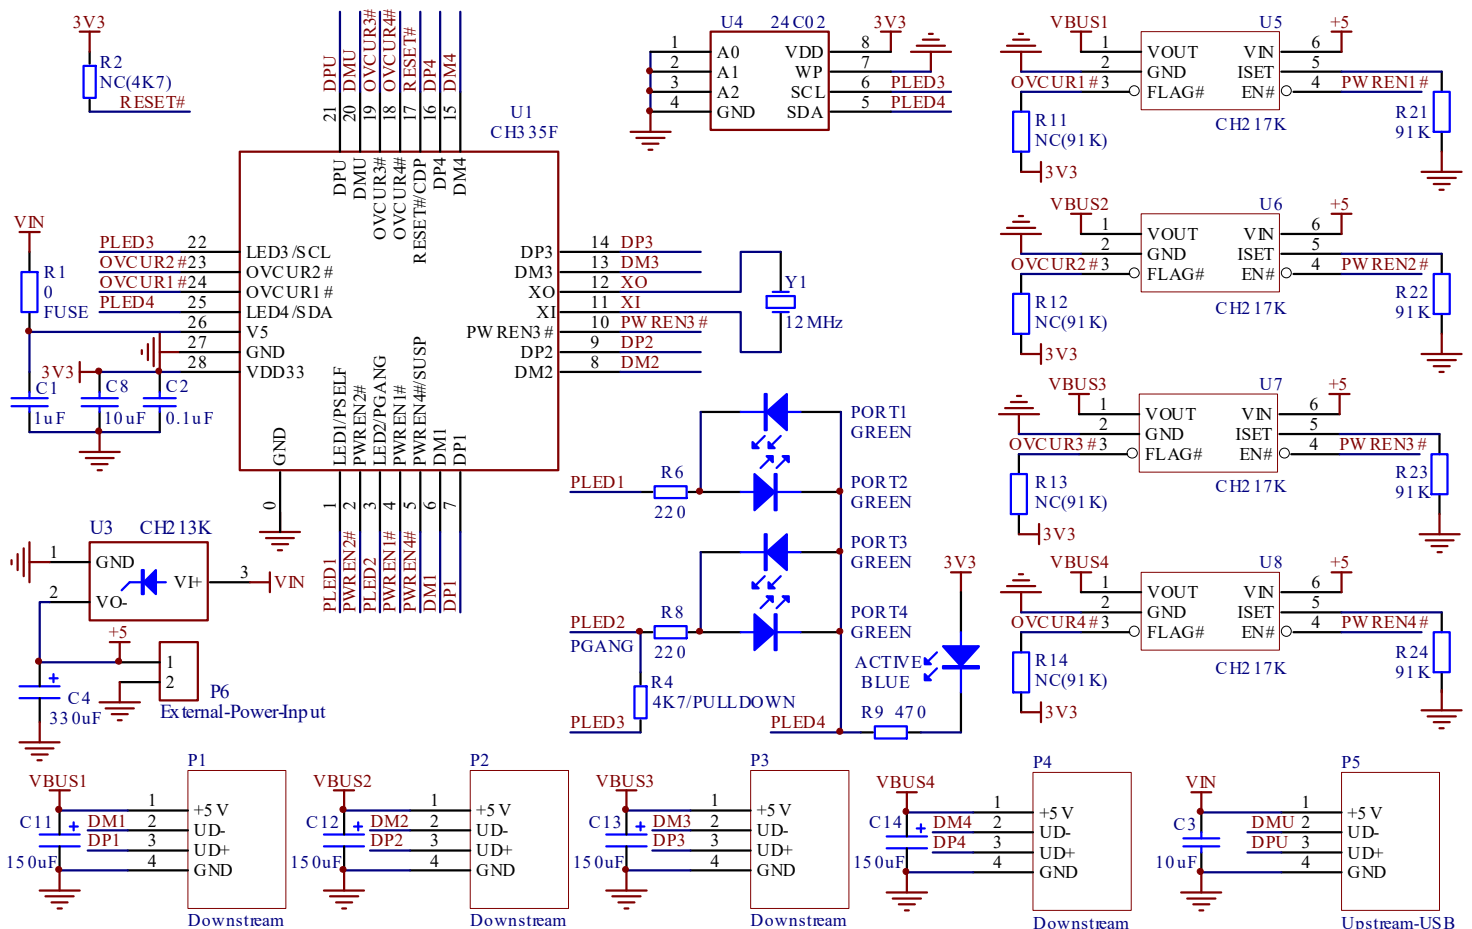 3V3
R2
NC(4K7)
RESET#
DPU
DMU
OVCUR3#
OVCUR4#
RESET#
DP4
DM4
21
20
19
18
17
16
15
U1
CH335F
DPU
DMU
OVCUR3#
OVCUR4#
RESET#/CDP
DP4
DM4
PLED3 22 LED3/SCL
OVCUR2# 23 OVCUR2#
OVCUR1# 24 OVCUR1#
PLED4 25 LED4/SDA
26 V5
27 GND
28 VDD33
DP3 14 DP3
DM3 13 DM3
XO 12 XO
XI 11 XI
PWREN3# 10 PWREN3#
DP2 9 DP2
DM2 8 DM2
GND
LED1/PSELF
PWREN2#
LED2/PGANG
PWREN1#
PWREN4#/SUSP
DM1
DP1
0
1
2
3
4
5
6
7
PLED1
PWREN2#
PLED2
PWREN1#
PWREN4#
DM1
DP1
VIN
R1
0
FUSE
3V3
C1
1uF
C8
10uF
C2
0.1uF
Y1
12MHz
U4 24C02
1 A0 VDD 8 3V3
2 A1 WP 7
3 A2 SCL 6 PLED3
4 GND SDA 5 PLED4
VBUS1 U5 +5
1 VOUT VIN 6
2 GND ISET 5
OVCUR1# 3 FLAG# EN# 4 PWREN1#
CH217K
R11
NC(91K)
3V3
R21
91K
VBUS2 U6 +5
1 VOUT VIN 6
2 GND ISET 5
OVCUR2# 3 FLAG# EN# 4 PWREN2#
CH217K
R12
NC(91K)
3V3
R22
91K
VBUS3 U7 +5
1 VOUT VIN 6
2 GND ISET 5
OVCUR3# 3 FLAG# EN# 4 PWREN3#
CH217K
R13
NC(91K)
3V3
R23
91K
VBUS4 U8 +5
1 VOUT VIN 6
2 GND ISET 5
OVCUR4# 3 FLAG# EN# 4 PWREN4#
CH217K
R14
NC(91K)
3V3
R24
91K
PORT1
GREEN
PLED1 R6
220
PORT2
GREEN
PORT3
GREEN
PLED2 R8
PGANG 220
PORT4
GREEN
R4
4K7/PULLDOWN
PLED3
3V3
ACTIVE
BLUE
PLED4 R9 470
U3 CH213K
1 GND
VI+ 3 VIN
2 VO-
+5
1
2
P6
External-Power-Input
C4
330uF
VBUS1 P1
1 +5V
C11 DM1 2 UD-
DP1 3 UD+
150uF 4 GND
Downstream
VBUS2 P2
1 +5V
C12 DM2 2 UD-
DP2 3 UD+
150uF 4 GND
Downstream
VBUS3 P3
1 +5V
C13 DM3 2 UD-
DP3 3 UD+
150uF 4 GND
Downstream
VBUS4 P4
1 +5V
C14 DM4 2 UD-
DP4 3 UD+
150uF 4 GND
Downstream
VIN P5
1 +5V
C3 DMU 2 UD-
DPU 3 UD+
10uF 4 GND
Upstream-USB